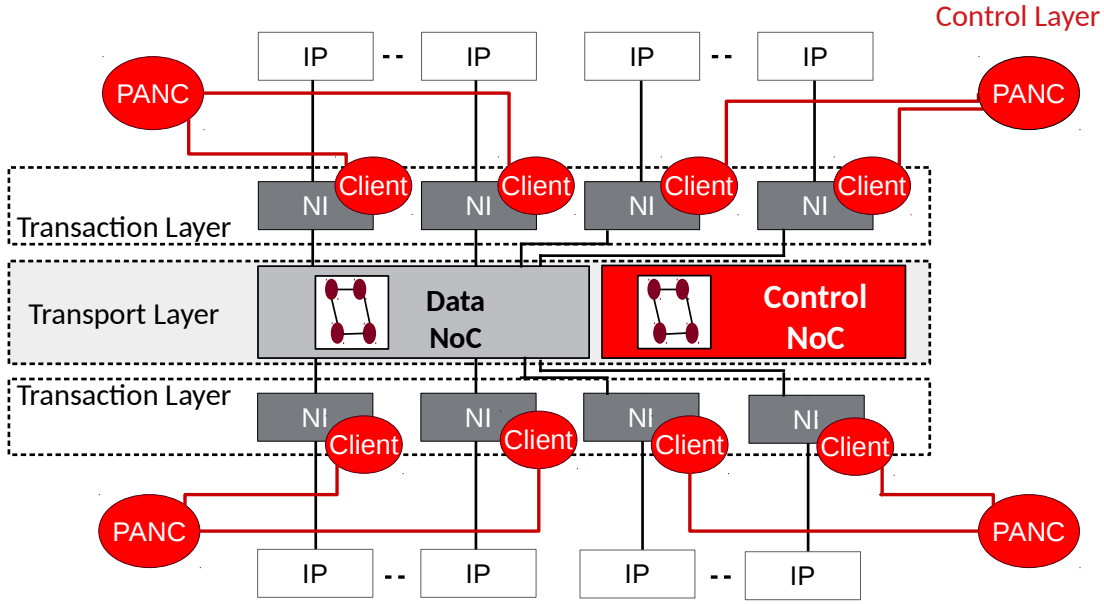 Control Layer
IP -- IP IP -- IP
PANC PANC
Client Client Client Client
NI NI NI NI
Transaction Layer
Transport Layer
Data
NoC
Control
NoC
Transaction Layer
NI NI NI NI
Client Client Client Client
PANC PANC
IP -- IP IP -- IP